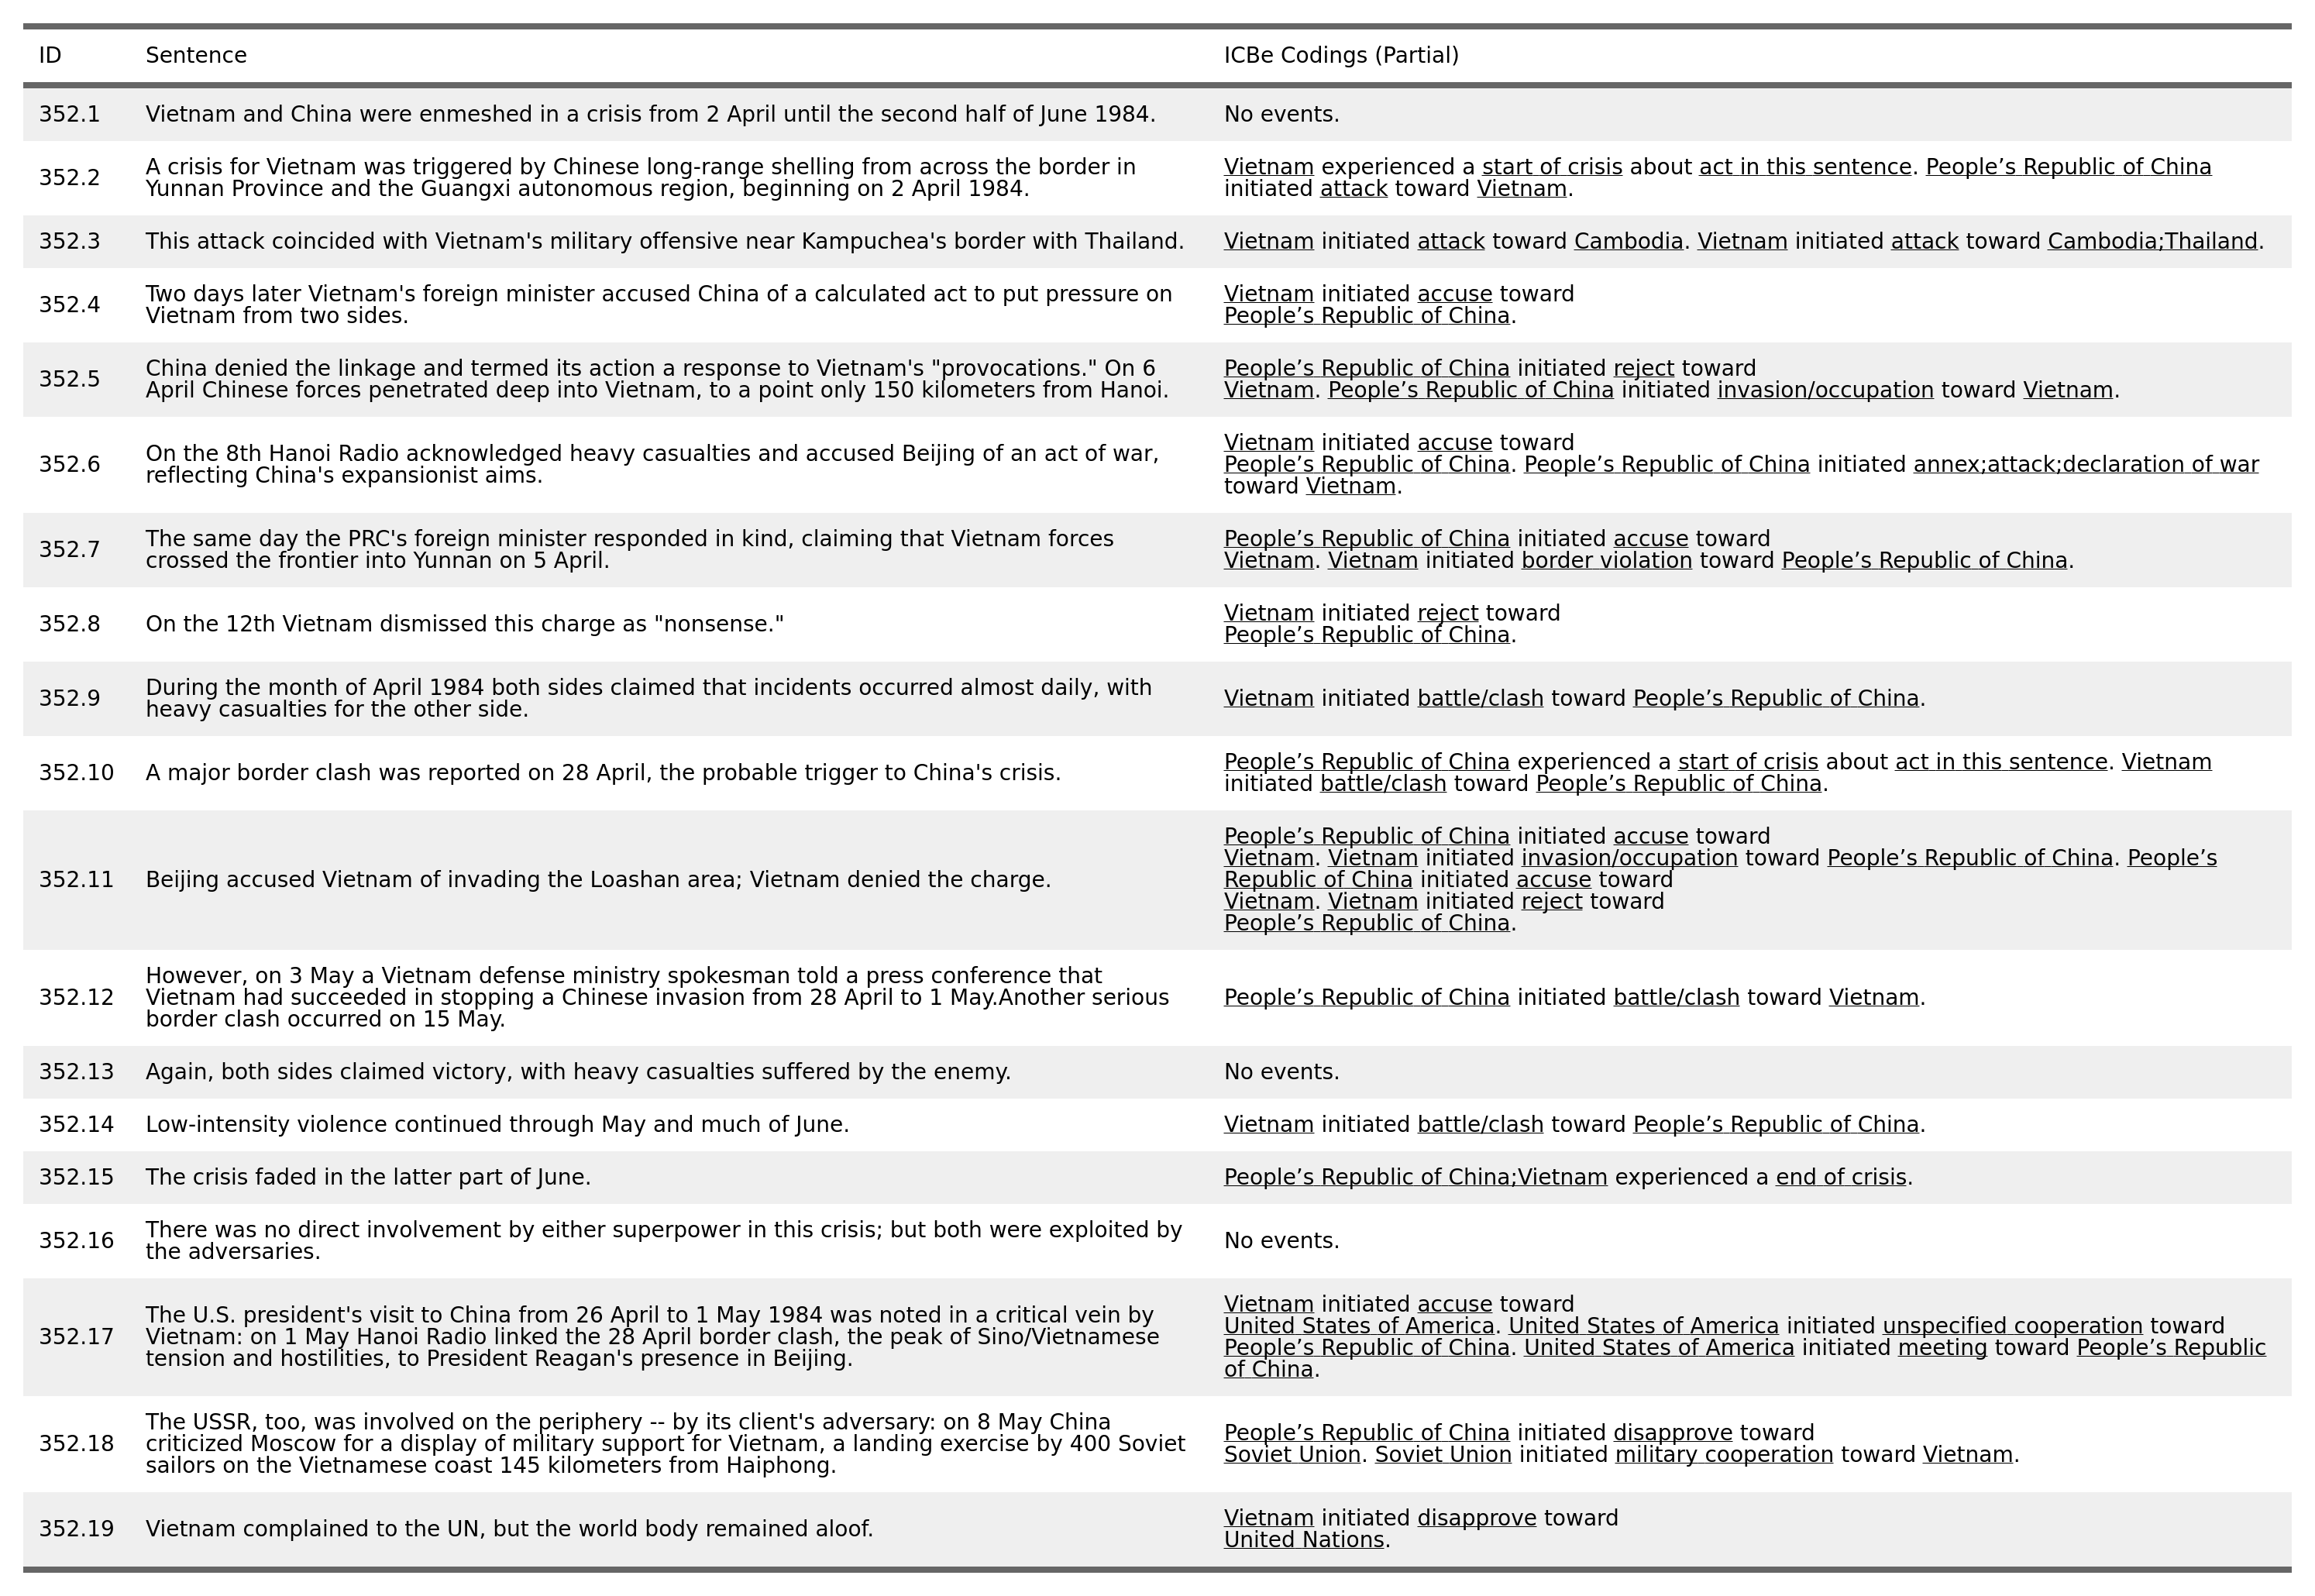 ID Sentence ICBe Codings (Partial)
352.1 Vietnam and China were enmeshed in a crisis from 2 April until the second half of June 1984. No events.
352.2 A crisis for Vietnam was triggered by Chinese long-range shelling from across the border in
Yunnan Province and the Guangxi autonomous region, beginning on 2 April 1984.
Vietnam experienced a start of crisis about act in this sentence. People’s Republic of China
initiated attack toward Vietnam.
352.3 This attack coincided with Vietnam's military offensive near Kampuchea's border with Thailand. Vietnam initiated attack toward Cambodia. Vietnam initiated attack toward Cambodia;Thailand.
352.4 Two days later Vietnam's foreign minister accused China of a calculated act to put pressure on
Vietnam from two sides.
Vietnam initiated accuse toward
People’s Republic of China.
352.5 China denied the linkage and termed its action a response to Vietnam's "provocations." On 6
April Chinese forces penetrated deep into Vietnam, to a point only 150 kilometers from Hanoi.
People’s Republic of China initiated reject toward
Vietnam. People’s Republic of China initiated invasion/occupation toward Vietnam.
352.6 On the 8th Hanoi Radio acknowledged heavy casualties and accused Beijing of an act of war,
reflecting China's expansionist aims.
Vietnam initiated accuse toward
People’s Republic of China. People’s Republic of China initiated annex;attack;declaration of war
toward Vietnam.
352.7 The same day the PRC's foreign minister responded in kind, claiming that Vietnam forces
crossed the frontier into Yunnan on 5 April.
People’s Republic of China initiated accuse toward
Vietnam. Vietnam initiated border violation toward People’s Republic of China.
352.8 On the 12th Vietnam dismissed this charge as "nonsense."
Vietnam initiated reject toward
People’s Republic of China.
352.9 During the month of April 1984 both sides claimed that incidents occurred almost daily, with
heavy casualties for the other side.
Vietnam initiated battle/clash toward People’s Republic of China.
352.10 A major border clash was reported on 28 April, the probable trigger to China's crisis.
People’s Republic of China experienced a start of crisis about act in this sentence. Vietnam
initiated battle/clash toward People’s Republic of China.
352.11 Beijing accused Vietnam of invading the Loashan area; Vietnam denied the charge.
People’s Republic of China initiated accuse toward
Vietnam. Vietnam initiated invasion/occupation toward People’s Republic of China. People’s
Republic of China initiated accuse toward
Vietnam. Vietnam initiated reject toward
People’s Republic of China.
352.12 However, on 3 May a Vietnam defense ministry spokesman told a press conference that
Vietnam had succeeded in stopping a Chinese invasion from 28 April to 1 May.Another serious
border clash occurred on 15 May.
People’s Republic of China initiated battle/clash toward Vietnam.
352.13 Again, both sides claimed victory, with heavy casualties suffered by the enemy. No events.
352.14 Low-intensity violence continued through May and much of June. Vietnam initiated battle/clash toward People’s Republic of China.
352.15 The crisis faded in the latter part of June. People’s Republic of China;Vietnam experienced a end of crisis.
352.16 There was no direct involvement by either superpower in this crisis; but both were exploited by
the adversaries.
No events.
352.17 The U.S. president's visit to China from 26 April to 1 May 1984 was noted in a critical vein by
Vietnam: on 1 May Hanoi Radio linked the 28 April border clash, the peak of Sino/Vietnamese
tension and hostilities, to President Reagan's presence in Beijing.
Vietnam initiated accuse toward
United States of America. United States of America initiated unspecified cooperation toward
People’s Republic of China. United States of America initiated meeting toward People’s Republic
of China.
352.18 The USSR, too, was involved on the periphery -- by its client's adversary: on 8 May China
criticized Moscow for a display of military support for Vietnam, a landing exercise by 400 Soviet
sailors on the Vietnamese coast 145 kilometers from Haiphong.
People’s Republic of China initiated disapprove toward
Soviet Union. Soviet Union initiated military cooperation toward Vietnam.
352.19 Vietnam complained to the UN, but the world body remained aloof.
Vietnam initiated disapprove toward
United Nations.